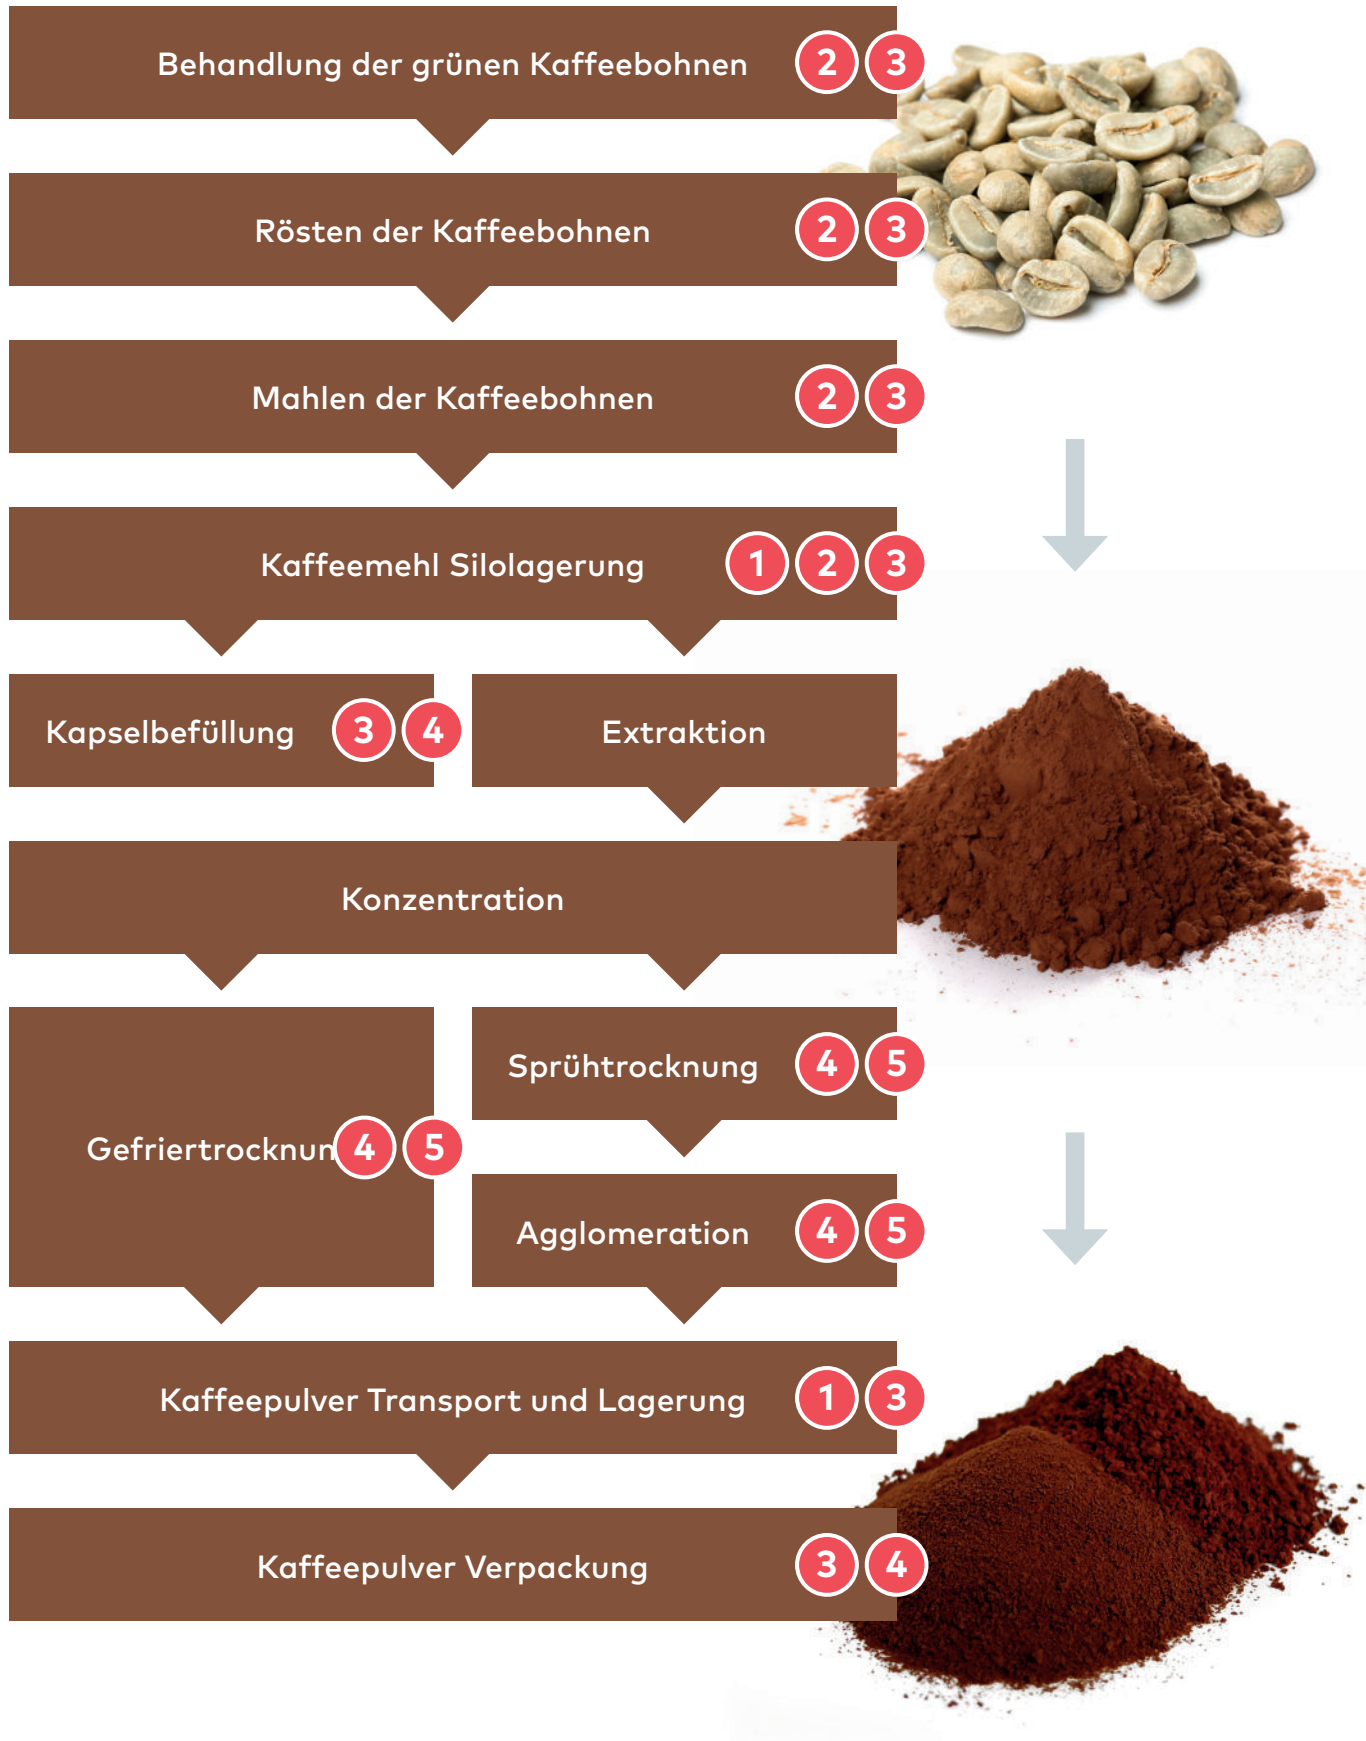 Behandlung der grünen Kaffeebohnen 2 3
Rösten der Kaffeebohnen 2 3
Mahlen der Kaffeebohnen 2 3
Kaffeemehl Silolagerung 1 2 3
Kapselbefüllung 3 4
Extraktion
Konzentration
Sprühtrocknung 4 5
Gefriertrocknun 4 5
Agglomeration 4 5
Kaffeepulver Transport und Lagerung 1 3
Kaffeepulver Verpackung 3 4